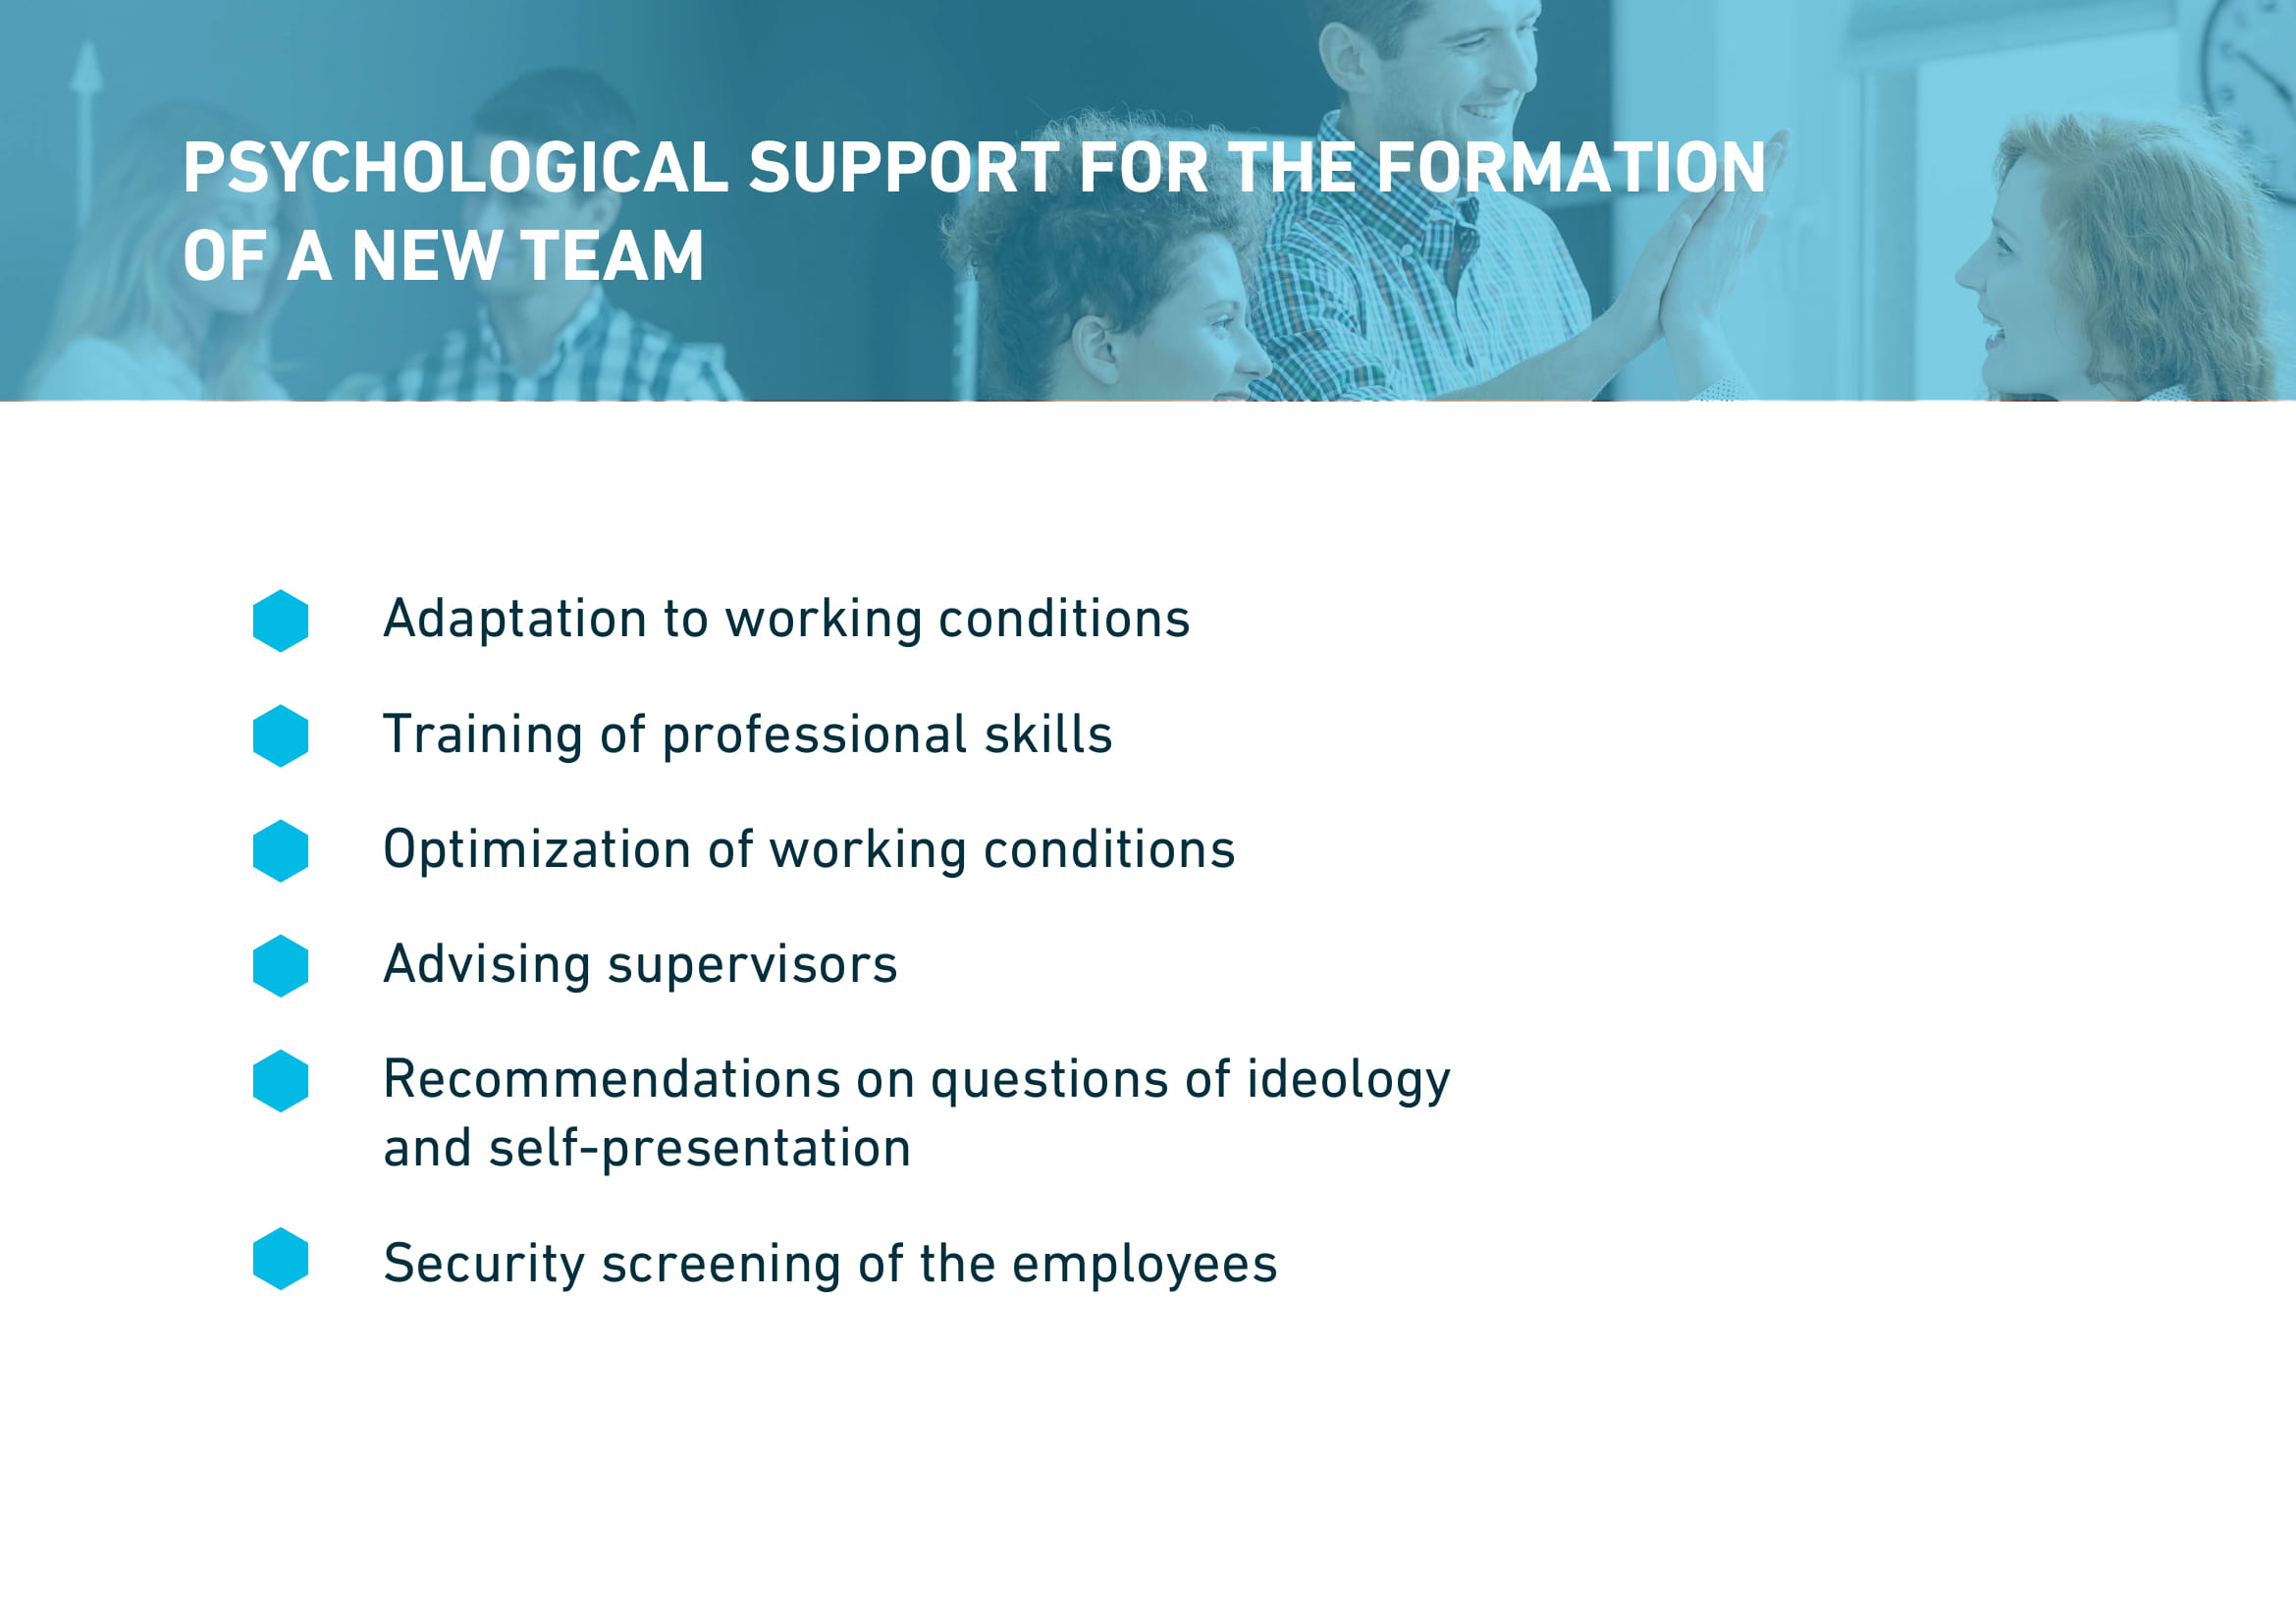 PSYCHOLOGICAL SUPPORT FOR THE FORMATION
OF A NEW TEAM
Adaptation to working conditions
Training of professional skills
Optimization of working conditions
Advising supervisors
Recommendations on questions of ideology
and self-presentation
Security screening of the employees